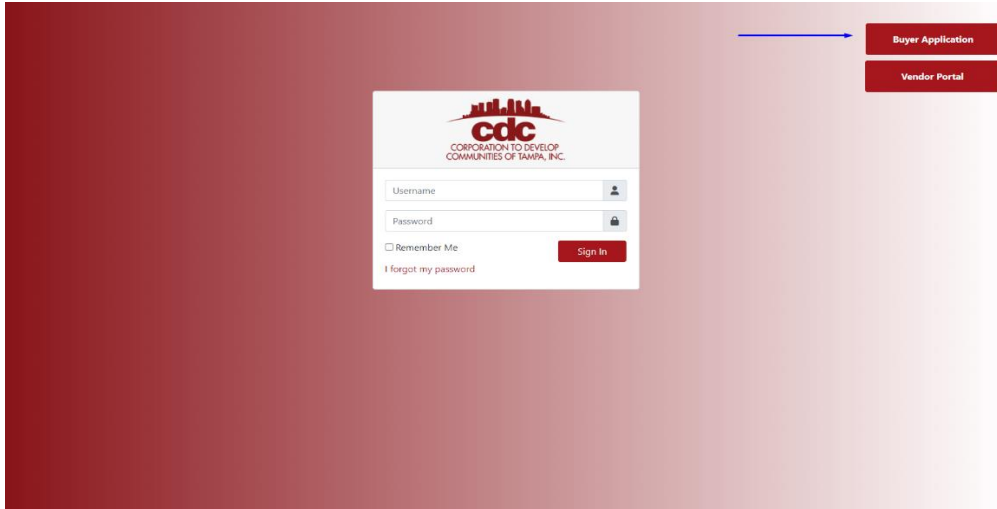 Buyer Application
Vendor Portal
cdc
CORPORATION TO DEVELOP
COMMUNITIES OF TAMPA, INC.
Username
Password
Remember Me
Sign In
I forgot my password